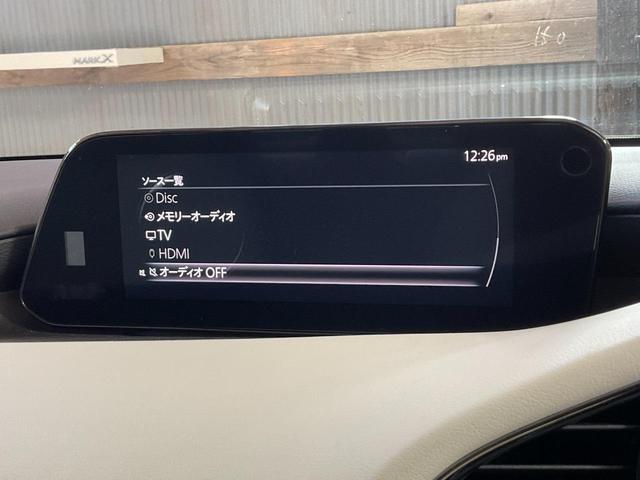 MARK X
160
12:26pm
ソース一覧
Disc
メモリーオーディオ
TV
HDMI
オーディオ OFF